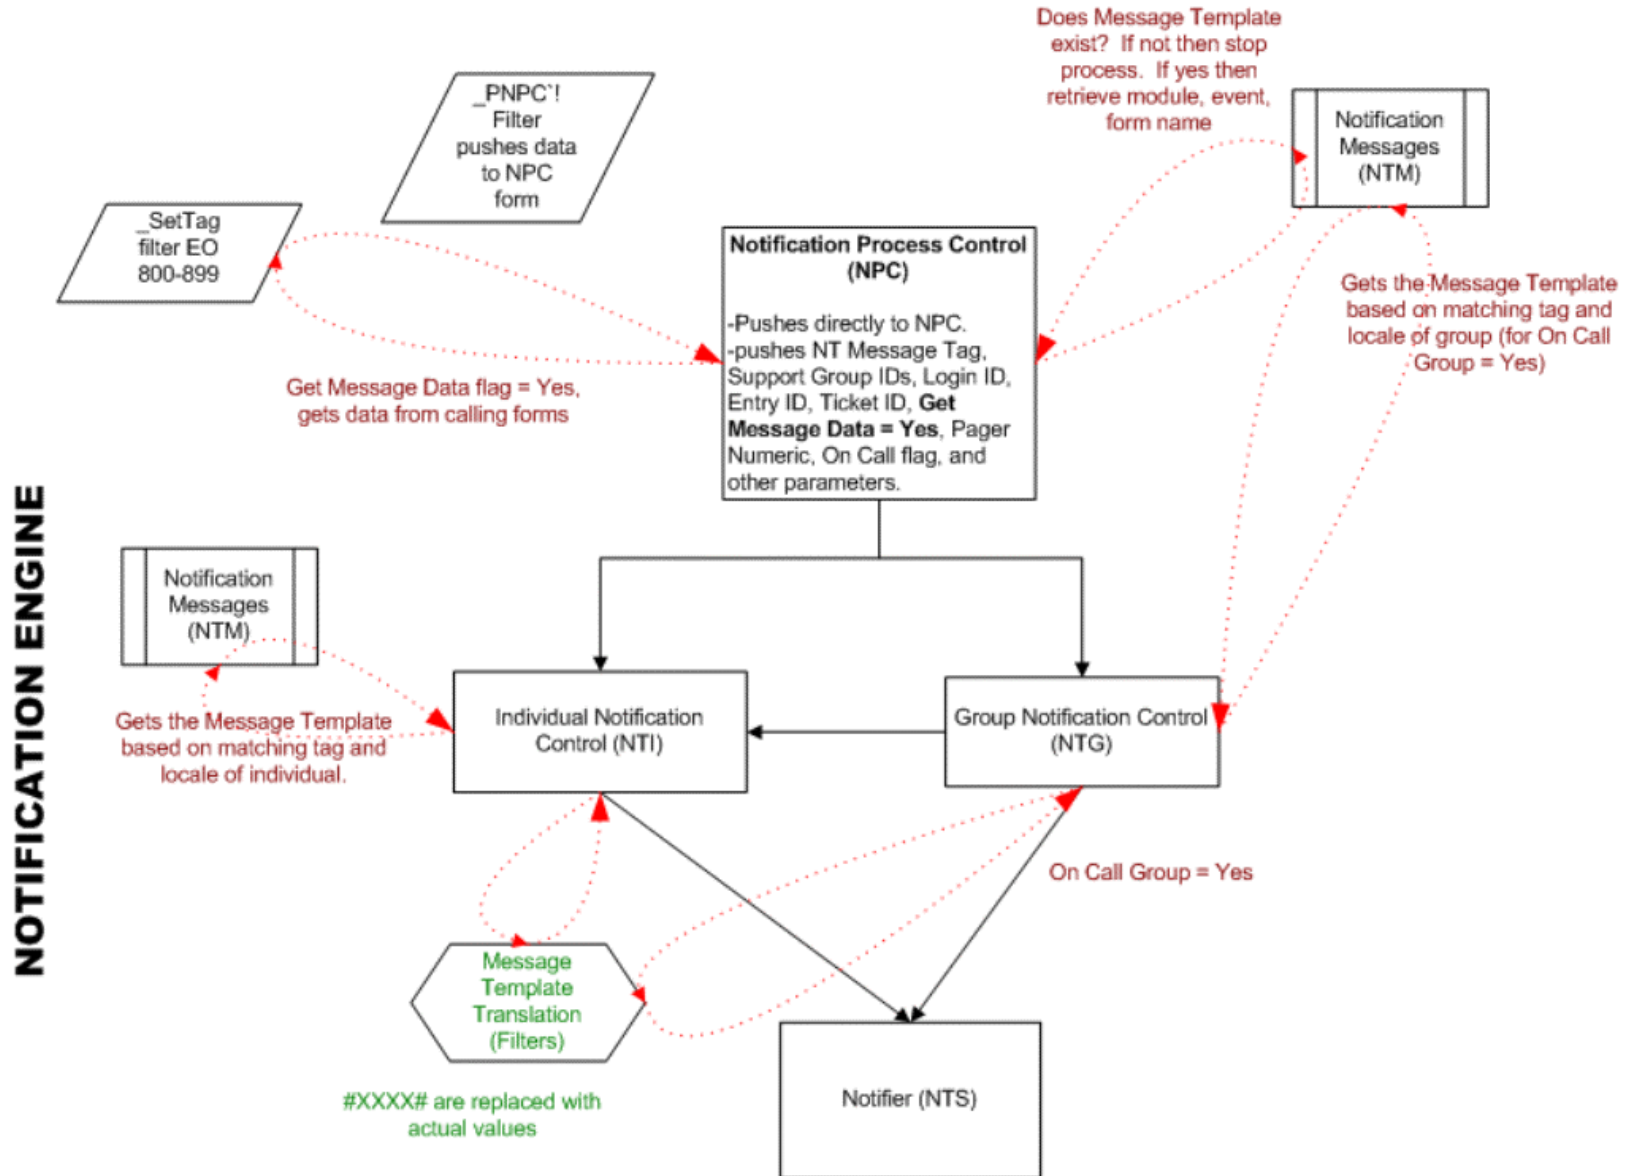 Does Message Template
exist? If not then stop
process. If yes then
retrieve module, event,
form name
_PNPC`!
Filter
pushes data
to NPC
form
Notification
Messages
(NTM)
_SetTag
filter EO
800-899
Notification Process Control
(NPC)
-Pushes directly to NPC.
-pushes NT Message Tag,
Support Group IDs, Login ID,
Entry ID, Ticket ID, Get
Message Data = Yes, Pager
Numeric, On Call flag, and
other parameters.
Gets the Message Template
based on matching tag and
locale of group (for On Call
Group = Yes)
Get Message Data flag = Yes,
gets data from calling forms
NOTIFICATION ENGINE
Notification
Messages
(NTM)
Gets the Message Template
based on matching tag and
locale of individual.
Individual Notification
Control (NTI)
Group Notification Control
(NTG)
On Call Group = Yes
Message
Template
Translation
(Filters)
#XXXX# are replaced with
actual values
Notifier (NTS)